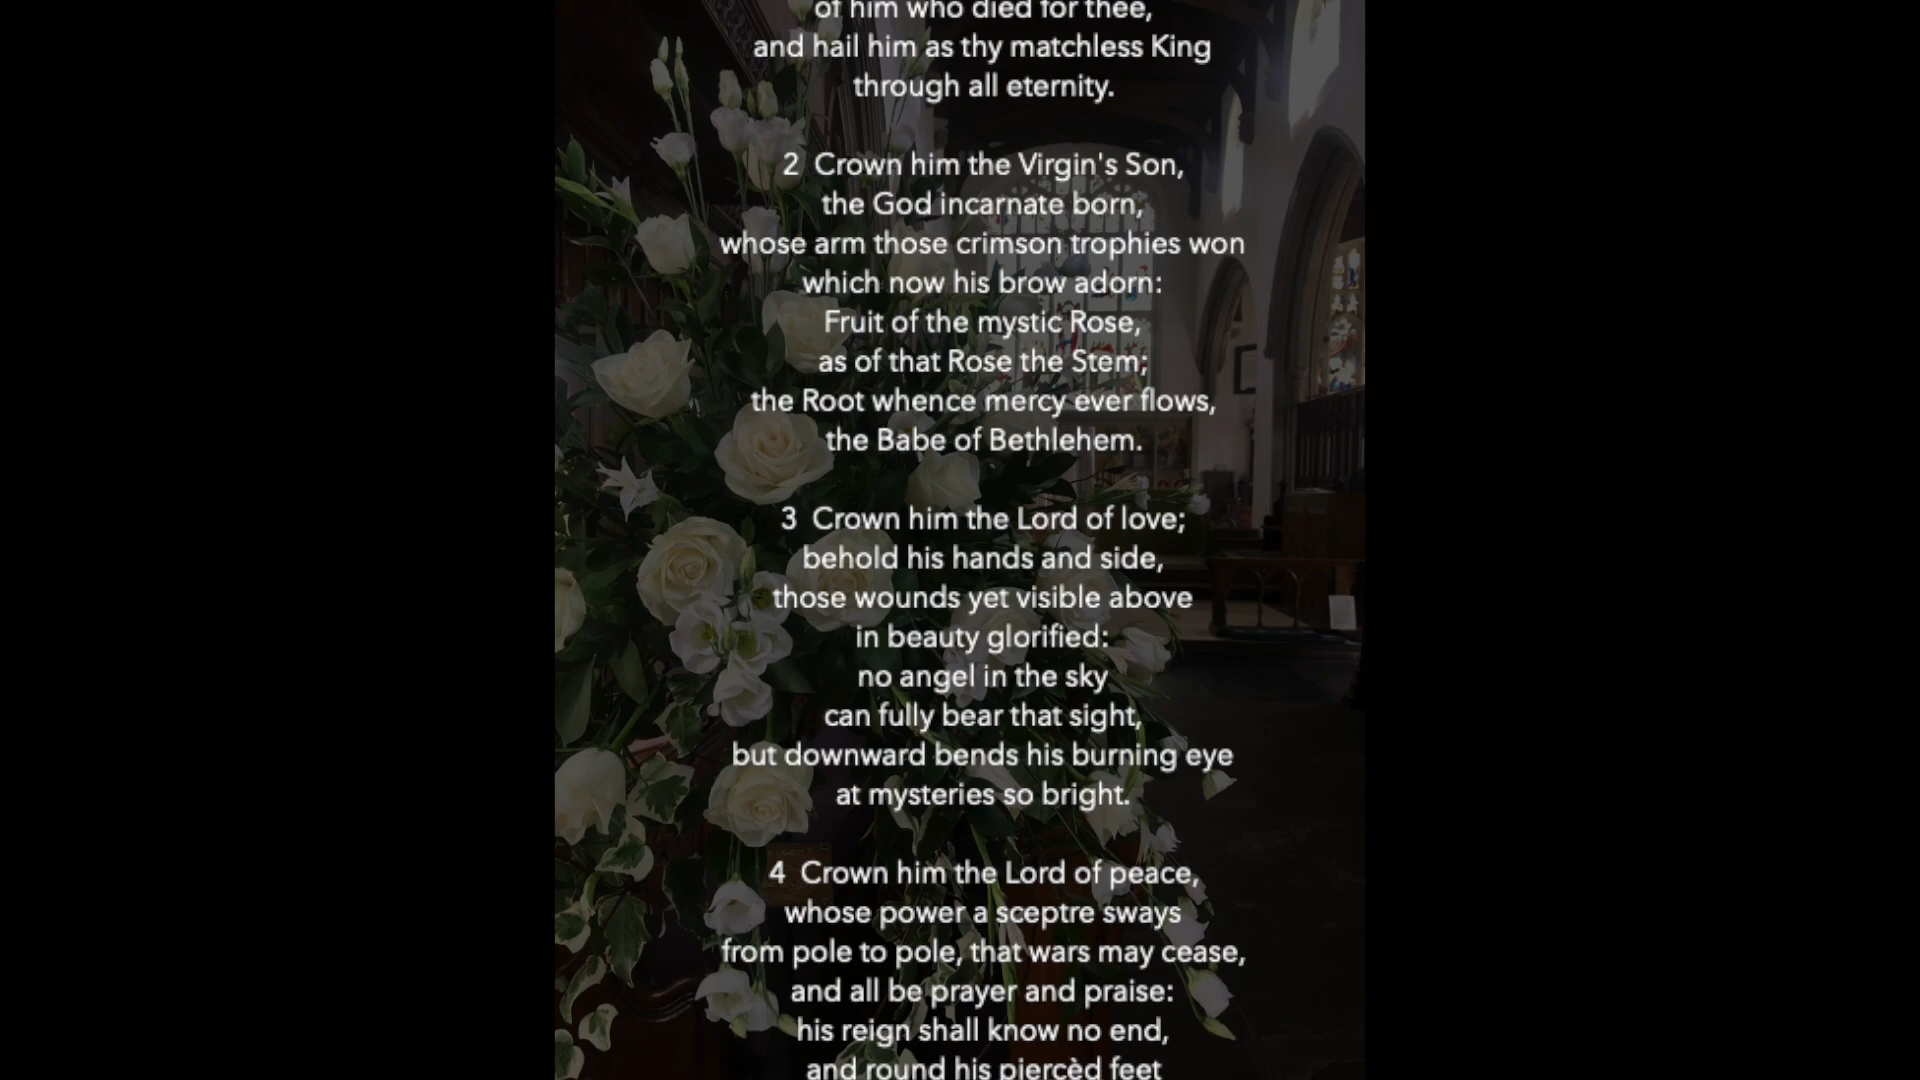 of him who died for thee,
and hail him as thy matchless King
through all eternity.
2 Crown him the Virgin's Son,
the God incarnate born,
whose arm those crimson trophies won
which now his brow adorn:
Fruit of the mystic Rose,
as of that Rose the Stem;
the Root whence mercy ever flows,
the Babe of Bethlehem.
3 Crown him the Lord of love;
behold his hands and side,
those wounds yet visible above
in beauty glorified:
no angel in the sky
can fully bear that sight,
but downward bends his burning eye
at mysteries so bright.
4 Crown him the Lord of peace,
whose power a sceptre sways
from pole to pole, that wars may cease,
and all be prayer and praise:
his reign shall know no end,
and round his piercèd feet